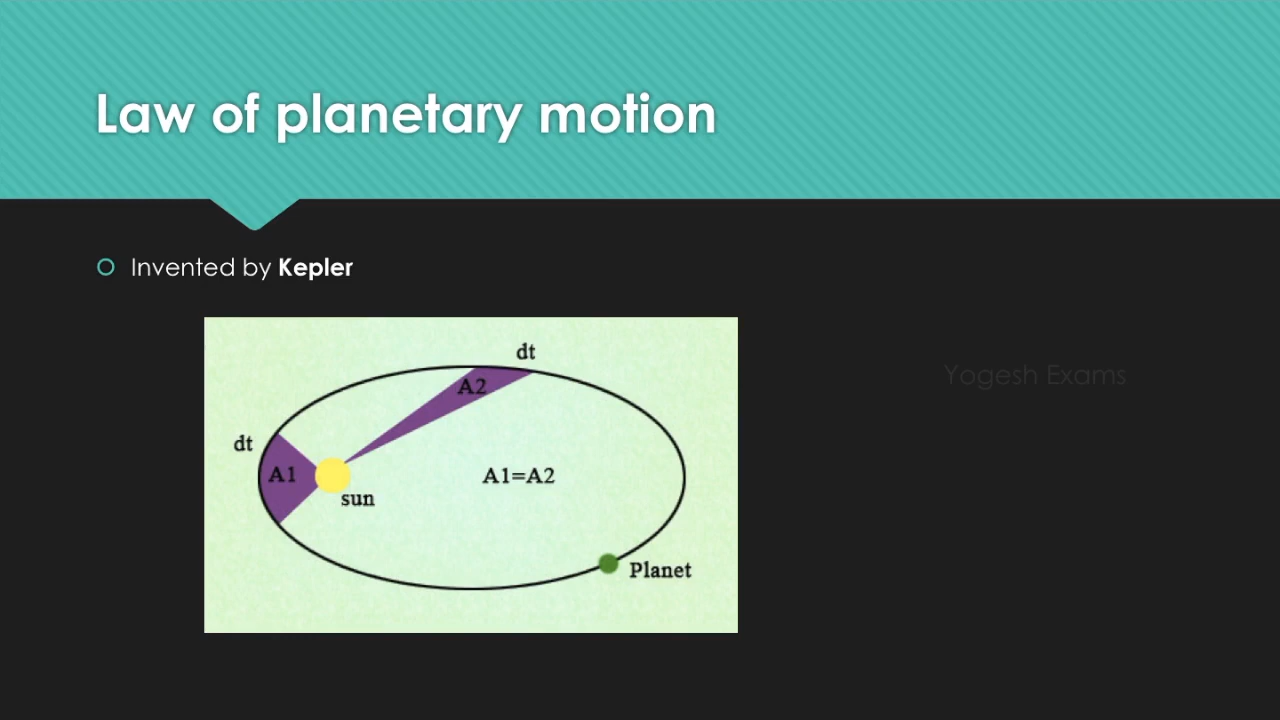 Law of planetary motion
Invented by Kepler
dt
A2
dt
A1
A1=A2
sun
Planet
Yogesh Exams